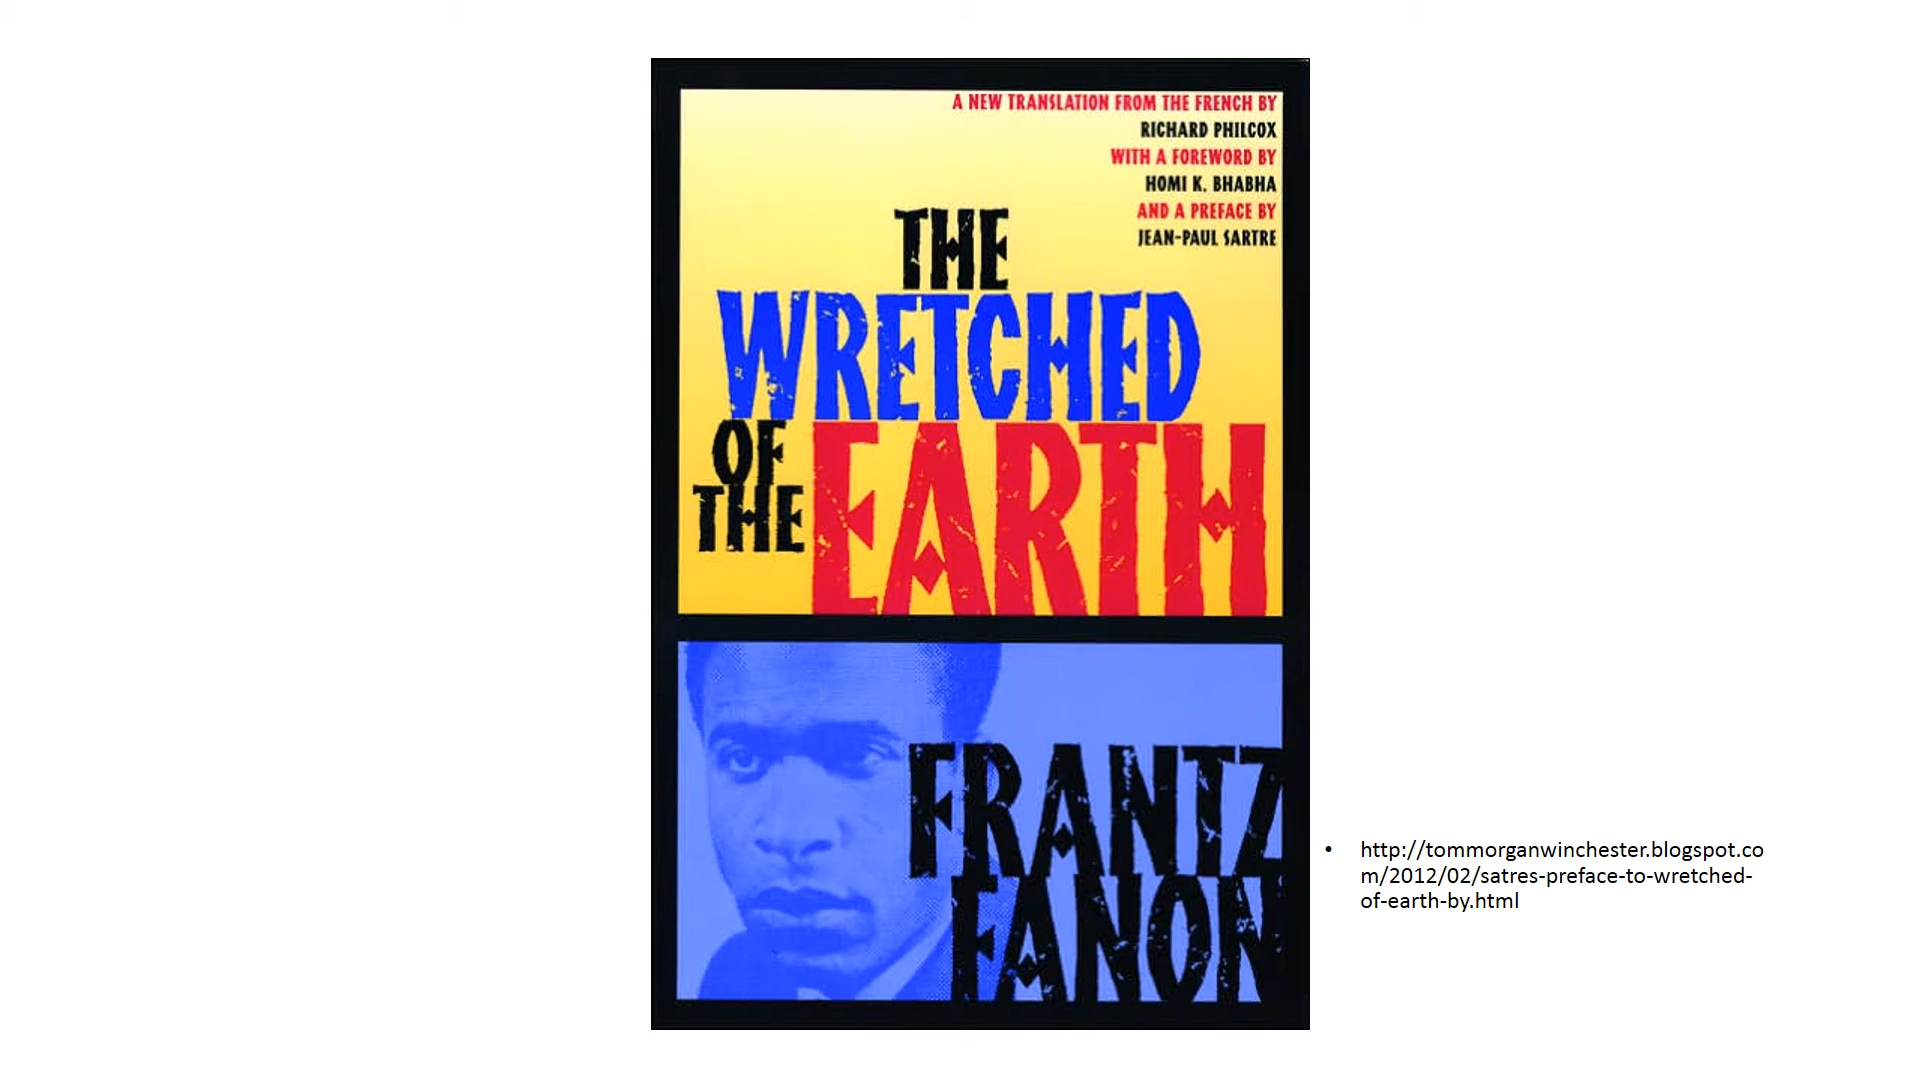 A NEW TRANSLATION FROM THE FRENCH BY
RICHARD PHILCOX
WITH A FOREWORD BY
HOMI K. BHABHA
AND A PREFACE BY
JEAN-PAUL SARTRE
THE
WRETCHED
OF
THE EARTH
FRANTZ
FANON
• http://tommorganwinchester.blogspot.co
m/2012/02/satres-preface-to-wretched-
of-earth-by.html